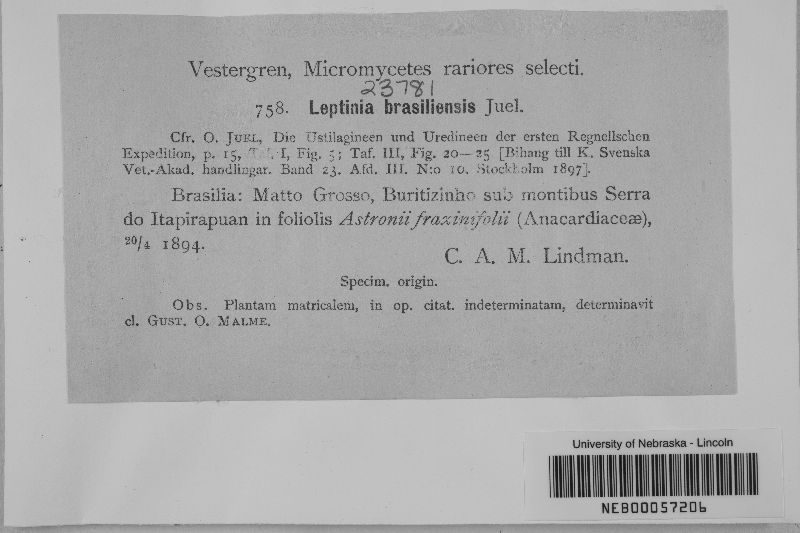 Vestergren, Micromycetes rariores selecti.
23781
758. Leptinia brasiliensis Juel.
Cfr. O. JUEL, Die Ustilagineen und Uredineen der ersten Regnellschen
Expedition, p. 15, I, Fig. 5; Taf. III, Fig. 20—25 [Bihang till K. Svenska
Vet.-Akad. handlingar. Band 23. Afd. III. N:o 10. Stockholm 1897].
Brasilia: Matto Grosso, Buritizinho sub montibus Serra
do Itapirapuan in foliolis Astronii fraxinifolii (Anacardiaceæ),
20/4 1894.
C. A. M. Lindman.
Specim. origin.
Obs. Plantam matricalem, in op. citat. indeterminatam, determinavit
cl. GUST. O. MALME.
University of Nebraska - Lincoln
NEB00057206